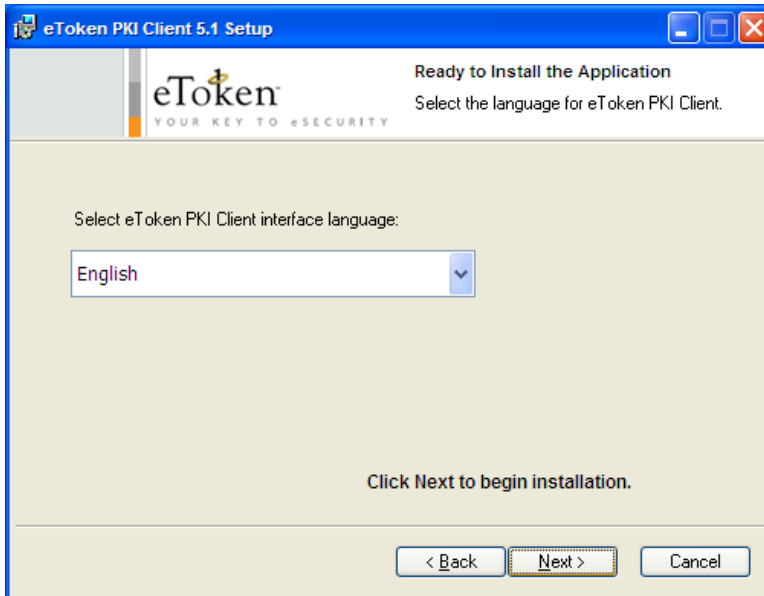 eToken PKI Client 5.1 Setup
eToken
YOUR KEY TO eSECURITY
Ready to Install the Application
Select the language for eToken PKI Client.
Select eToken PKI Client interface language:
English
Click Next to begin installation.
< Back
Next >
Cancel